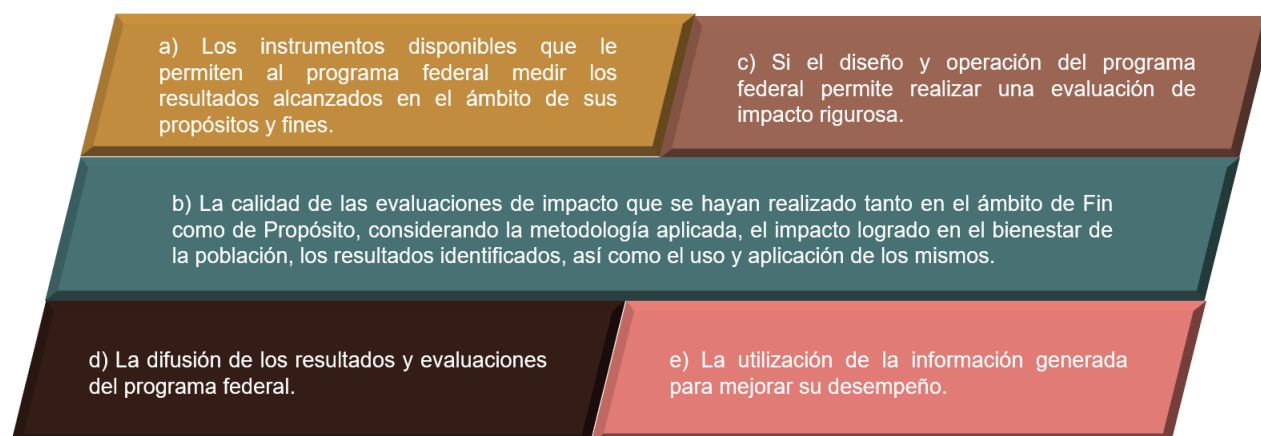 a) Los instrumentos disponibles que le
permiten al programa federal medir los
resultados alcanzados en el ámbito de sus
propósitos y fines.
c) Si el diseño y operación del programa
federal permite realizar una evaluación de
impacto rigurosa.
b) La calidad de las evaluaciones de impacto que se hayan realizado tanto en el ámbito de Fin
como de Propósito, considerando la metodología aplicada, el impacto logrado en el bienestar de
la población, los resultados identificados, así como el uso y aplicación de los mismos.
d) La difusión de los resultados y evaluaciones
del programa federal.
e) La utilización de la información generada
para mejorar su desempeño.